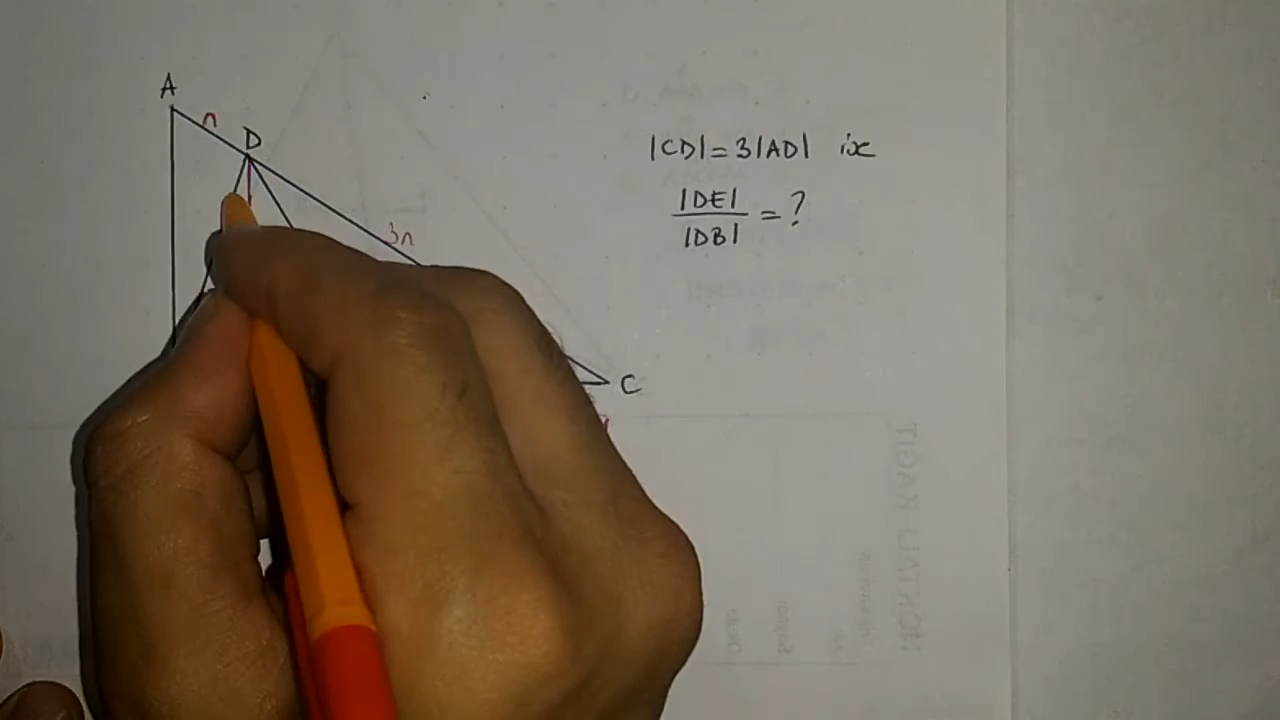 A
n
D
|CD| = 3|AD| ise
|DE|
|DB| = ?
3n
C